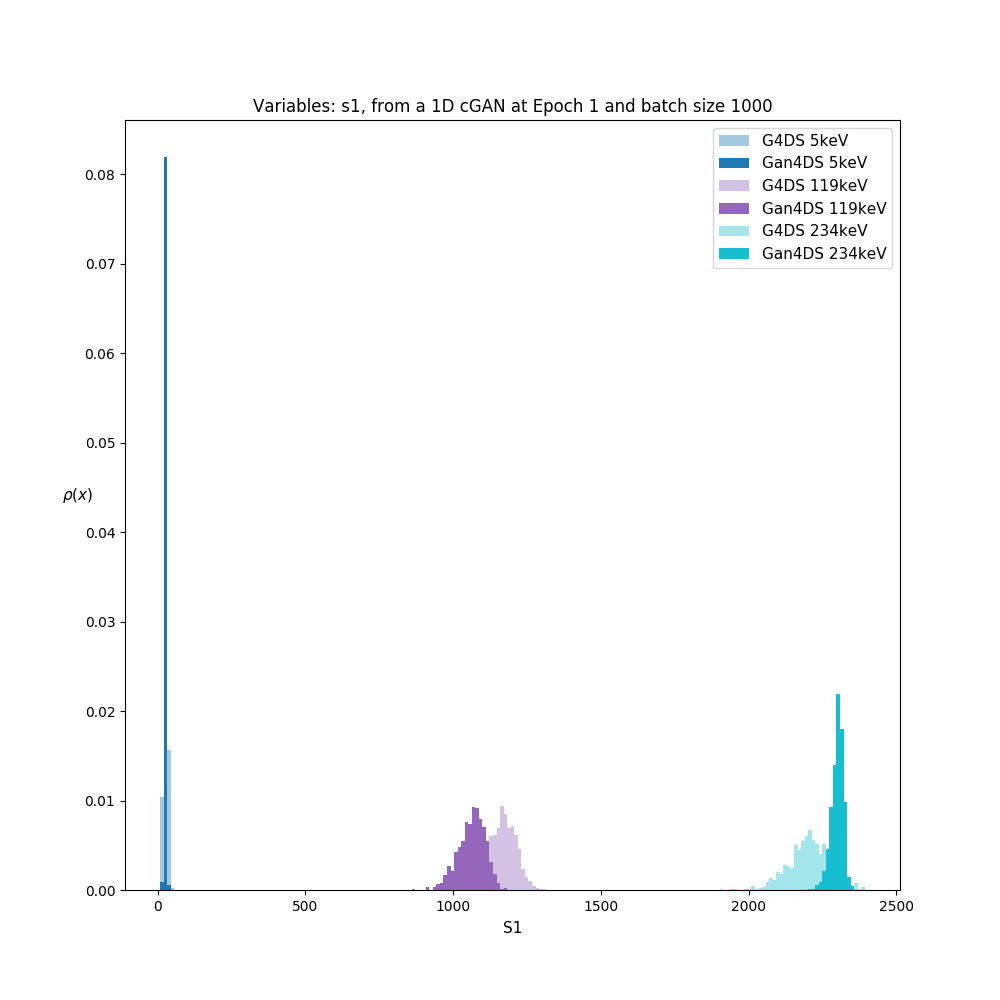 Variables: s1, from a 1D cGAN at Epoch 1 and batch size 1000
G4DS 5keV
Gan4DS 5keV
G4DS 119keV
Gan4DS 119keV
G4DS 234keV
Gan4DS 234keV
0.08
0.07
0.06
0.05
ρ(x)
0.04
0.03
0.02
0.01
0.00
0 500 1000 1500 2000 2500
S1